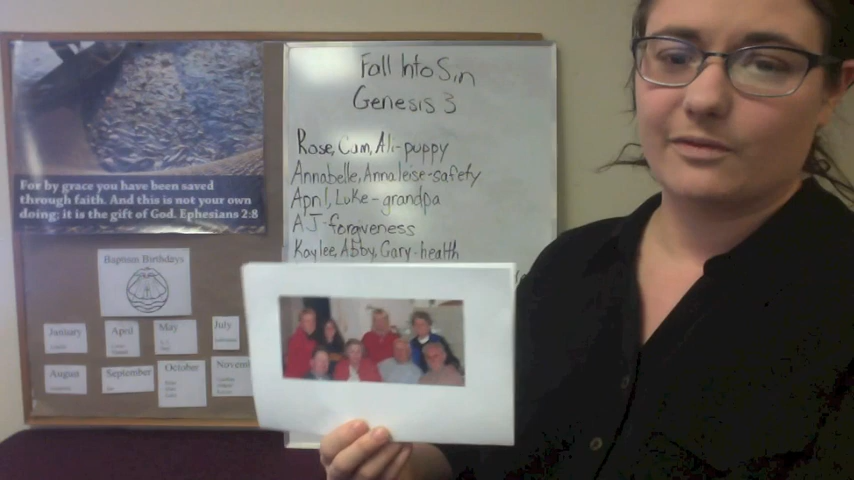 For by grace you have been saved
through faith. And this is not your own
doing; it is the gift of God. Ephesians 2:8
Baptism Birthdays
January
April
May
July
August
September
October
Fall Into Sin
Genesis 3
Rose, Cam, Ali-puppy
Annabelle, Annaleise-safety
April, Luke-grandpa
AJ-forgiveness
Kaylee, Abby, Gary-health